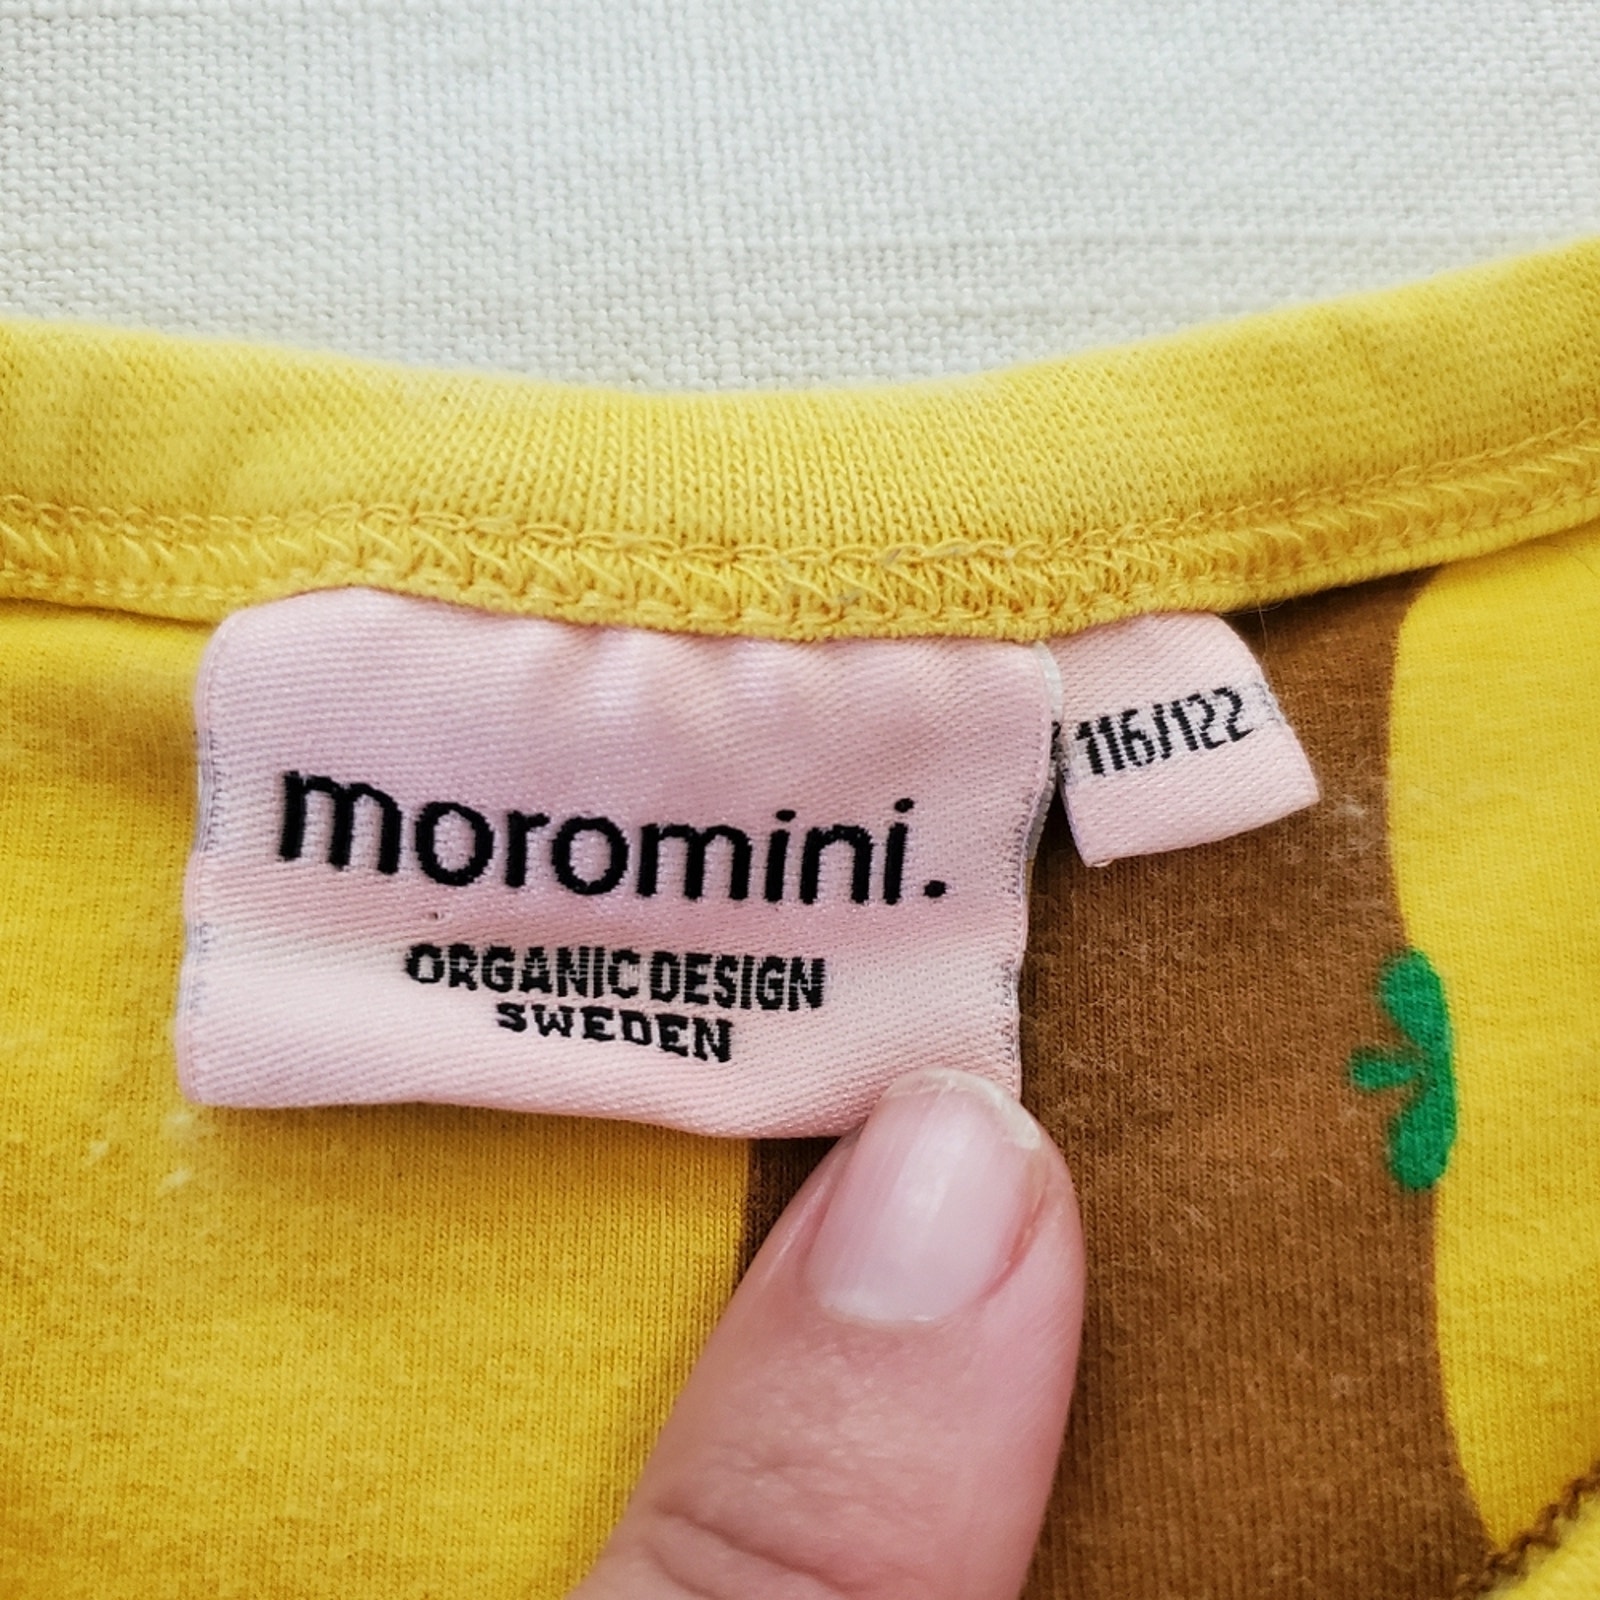 moromini.
116/122
ORGANIC DESIGN
SWEDEN